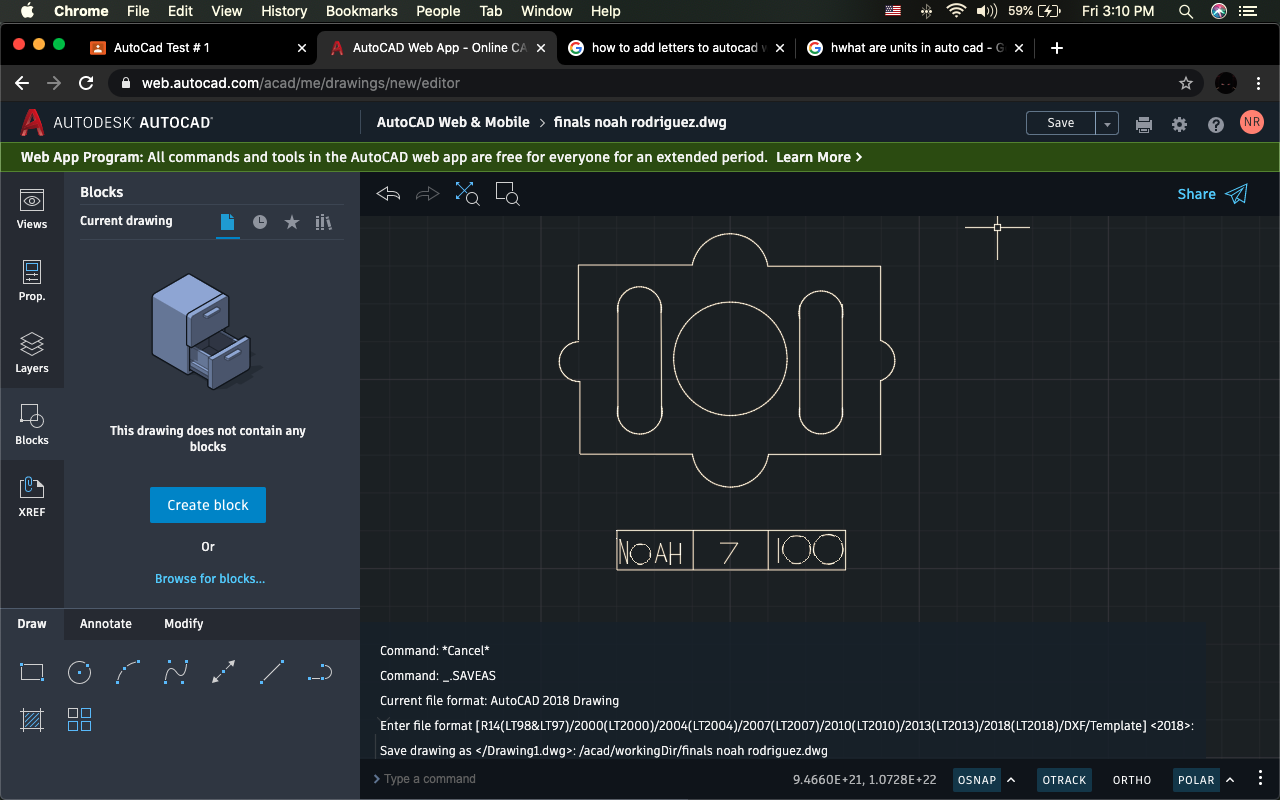 Chrome File Edit View History Bookmarks People Tab Window Help 59% Fri 3:10 PM
AutoCad Test # 1 AutoCAD Web App - Online CA how to add letters to autocad w hwhat are units in auto cad - G
web.autocad.com/acad/me/drawings/new/editor
AUTODESK® AUTOCAD® AutoCAD Web & Mobile > finals noah rodriguez.dwg Save NR
Web App Program: All commands and tools in the AutoCAD web app are free for everyone for an extended period. Learn More >
Views
Prop.
Layers
Blocks
XREF
Blocks
Current drawing
This drawing does not contain any
blocks
Create block
Or
Browse for blocks...
Share
NOAH 7 100
Draw Annotate Modify
Command: *Cancel*
Command: _.SAVEAS
Current file format: AutoCAD 2018 Drawing
Enter file format [R14(LT98&LT97)/2000(LT2000)/2004(LT2004)/2007(LT2007)/2010(LT2010)/2013(LT2013)/2018(LT2018)/DXF/Template] <2018>:
Save drawing as </Drawing1.dwg>: /acad/workingDir/finals noah rodriguez.dwg
Type a command 9.4660E+21, 1.0728E+22 OSNAP OTRACK ORTHO POLAR